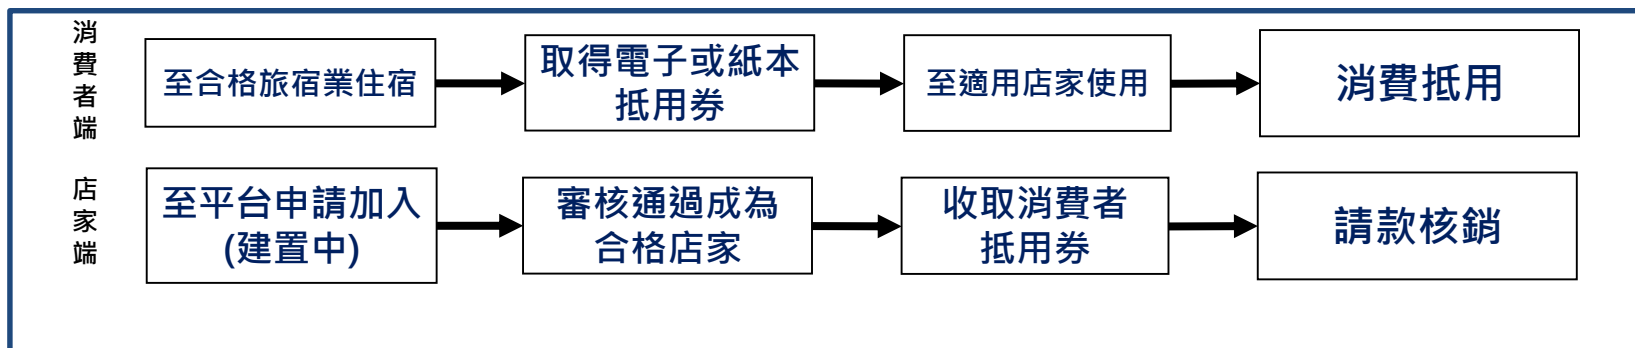 消費者端
至合格旅宿業住宿
取得電子或紙本
抵用券
至適用店家使用
消費抵用
店家端
至平台申請加入
(建置中)
審核通過成為
合格店家
收取消費者
抵用券
請款核銷